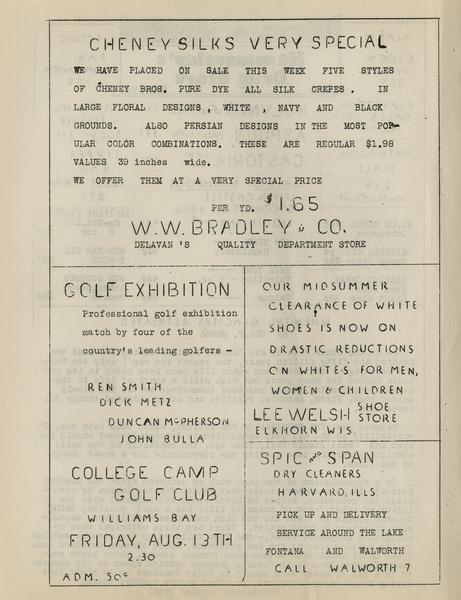 CHENEY SILKS VERY SPECIAL
WE HAVE PLACED ON SALE THIS WEEK FIVE STYLES
OF CHENEY BROS. PURE DYE ALL SILK CREPES. IN
LARGE FLORAL DESIGNS, WHITE, NAVY AND BLACK
GROUNDS. ALSO PERSIAN DESIGNS IN THE MOST POP-
ULAR COLOR COMBINATIONS. THESE ARE REGULAR $1.98
VALUES 39 inches wide.
WE OFFER THEM AT A VERY SPECIAL PRICE
PER YD. $1.65
W.W. BRADLEY & CO.
DELAVAN'S QUALITY DEPARTMENT STORE
GOLF EXHIBITION
Professional golf exhibition
match by four of the
country's leading golfers -
REN SMITH
DICK METZ
DUNCAN McPHERSON
JOHN BULLA
COLLEGE CAMP
GOLF CLUB
WILLIAMS BAY
FRIDAY, AUG. 13TH
2.30
ADM. 50¢
OUR MIDSUMMER
CLEARANCE OF WHITE
SHOES IS NOW ON.
DRASTIC REDUCTIONS
ON WHITES FOR MEN,
WOMEN & CHILDREN
LEE WELSH SHOE STORE
ELKHORN WIS.
SPIC AND SPAN
DRY CLEANERS
HARVARD, ILLS.
PICK UP AND DELIVERY
SERVICE AROUND THE LAKE
FONTANA AND WALWORTH
CALL WALWORTH 7